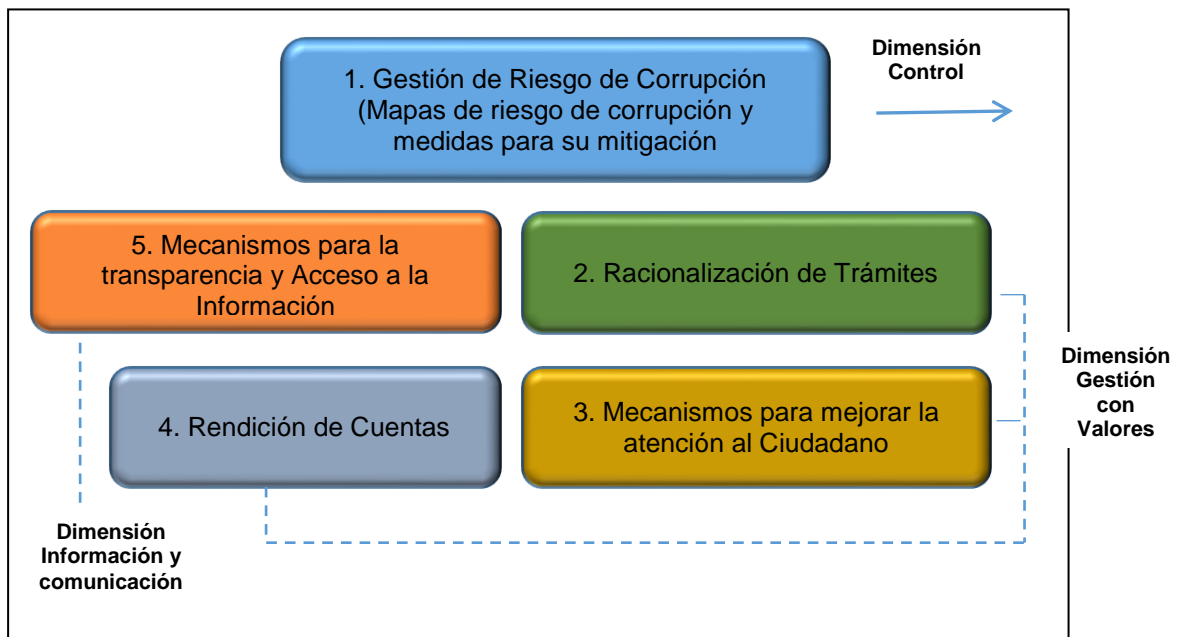 1. Gestión de Riesgo de Corrupción
(Mapas de riesgo de corrupción y
medidas para su mitigación
Dimensión
Control
5. Mecanismos para la
transparencia y Acceso a la
Información
2. Racionalización de Trámites
4. Rendición de Cuentas
3. Mecanismos para mejorar la
atención al Ciudadano
Dimensión
Gestión
con
Valores
Dimensión
Información y
comunicación